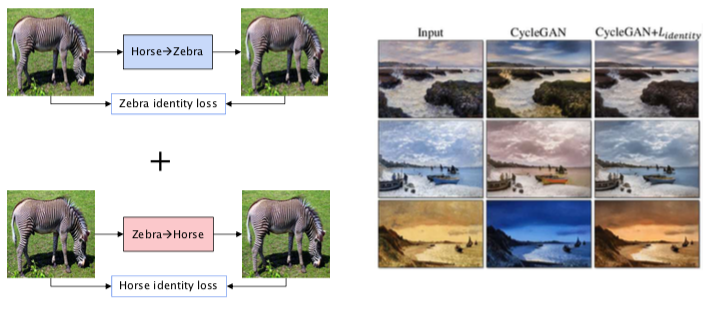 Horse→Zebra
Zebra identity loss
+
Zebra→Horse
Horse identity loss
Input CycleGAN CycleGAN+L_identity